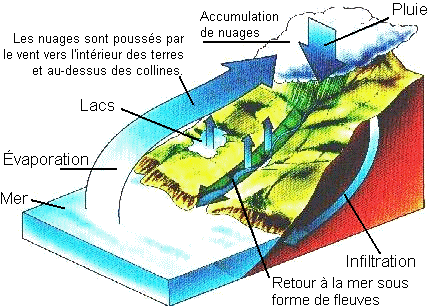 Accumulation
de nuages
Pluie
Les nuages sont poussés par
le vent vers l'intérieur des terres
et au-dessus des collines
Lacs
Évaporation
Mer
Infiltration
Retour à la mer sous
forme de fleuves